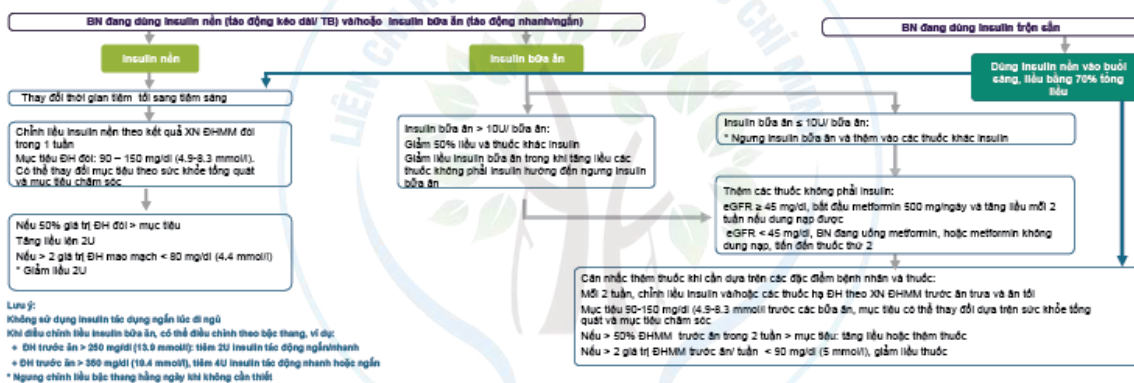 BN đang dùng insulin nền (tác động kéo dài/ TB) và/hoặc insulin bữa ăn (tác động nhanh/ngắn)
BN đang dùng insulin trộn sẵn
Insulin nền
Insulin bữa ăn
Dùng insulin nền vào buổi
sáng, liều bằng 70% tổng
liều
Thay đổi thời gian tiêm tối sang tiêm sáng
Chỉnh liều insulin nền theo kết quả XN ĐHMM đói
trong 1 tuần
Mục tiêu ĐH đói: 90 – 150 mg/dl (4.9-8.3 mmol/l).
Có thể thay đổi mục tiêu theo sức khỏe tổng quát
và mục tiêu chăm sóc
Nếu 50% giá trị ĐH đói > mục tiêu
Tăng liều lên 2U
Nếu > 2 giá trị ĐH mao mạch < 80 mg/dl (4.4 mmol/l)
* Giảm liều 2U
Insulin bữa ăn > 10U/ bữa ăn:
Giảm 50% liều và thuốc khác insulin
Giảm liều insulin bữa ăn trong khi tăng liều các
thuốc không phải insulin hướng đến ngưng insulin
bữa ăn
Insulin bữa ăn ≤ 10U/ bữa ăn:
* Ngưng insulin bữa ăn và thêm vào các thuốc khác insulin
Thêm các thuốc không phải insulin:
eGFR ≥ 45 mg/dl, bắt đầu metformin 500 mg/ngày và tăng liều mỗi 2
tuần nếu dung nạp được
eGFR < 45 mg/dl, BN đang uống metformin, hoặc metformin không
dung nạp, tiến đến thuốc thứ 2
Cân nhắc thêm thuốc khi cần dựa trên các đặc điểm bệnh nhân và thuốc:
Mỗi 2 tuần, chỉnh liều insulin và/hoặc các thuốc hạ ĐH theo XN ĐHMM trước ăn trưa và ăn tối
Mục tiêu 90-150 mg/dl (4.9-8.3 mmol/l trước các bữa ăn, mục tiêu có thể thay đổi dựa trên sức khỏe tổng
quát và mục tiêu chăm sóc
Nếu > 50% ĐHMM trước ăn trong 2 tuần > mục tiêu: tăng liều hoặc thêm thuốc
Nếu > 2 giá trị ĐHMM trước ăn/ tuần < 90 mg/dl (5 mmol/l), giảm liều thuốc
Lưu ý:
Không sử dụng insulin tác dụng ngắn lúc đi ngủ
Khi điều chỉnh liều insulin bữa ăn, có thể điều chỉnh theo bậc thang, ví dụ:
+ ĐH trước ăn > 250 mg/dl (13.9 mmol/l): tiêm 2U insulin tác động ngắn/nhanh
+ ĐH trước ăn > 350 mg/dl (19.4 mmol/l), tiêm 4U insulin tác động nhanh hoặc ngắn
* Ngưng chỉnh liều bậc thang hằng ngày khi không cần thiết